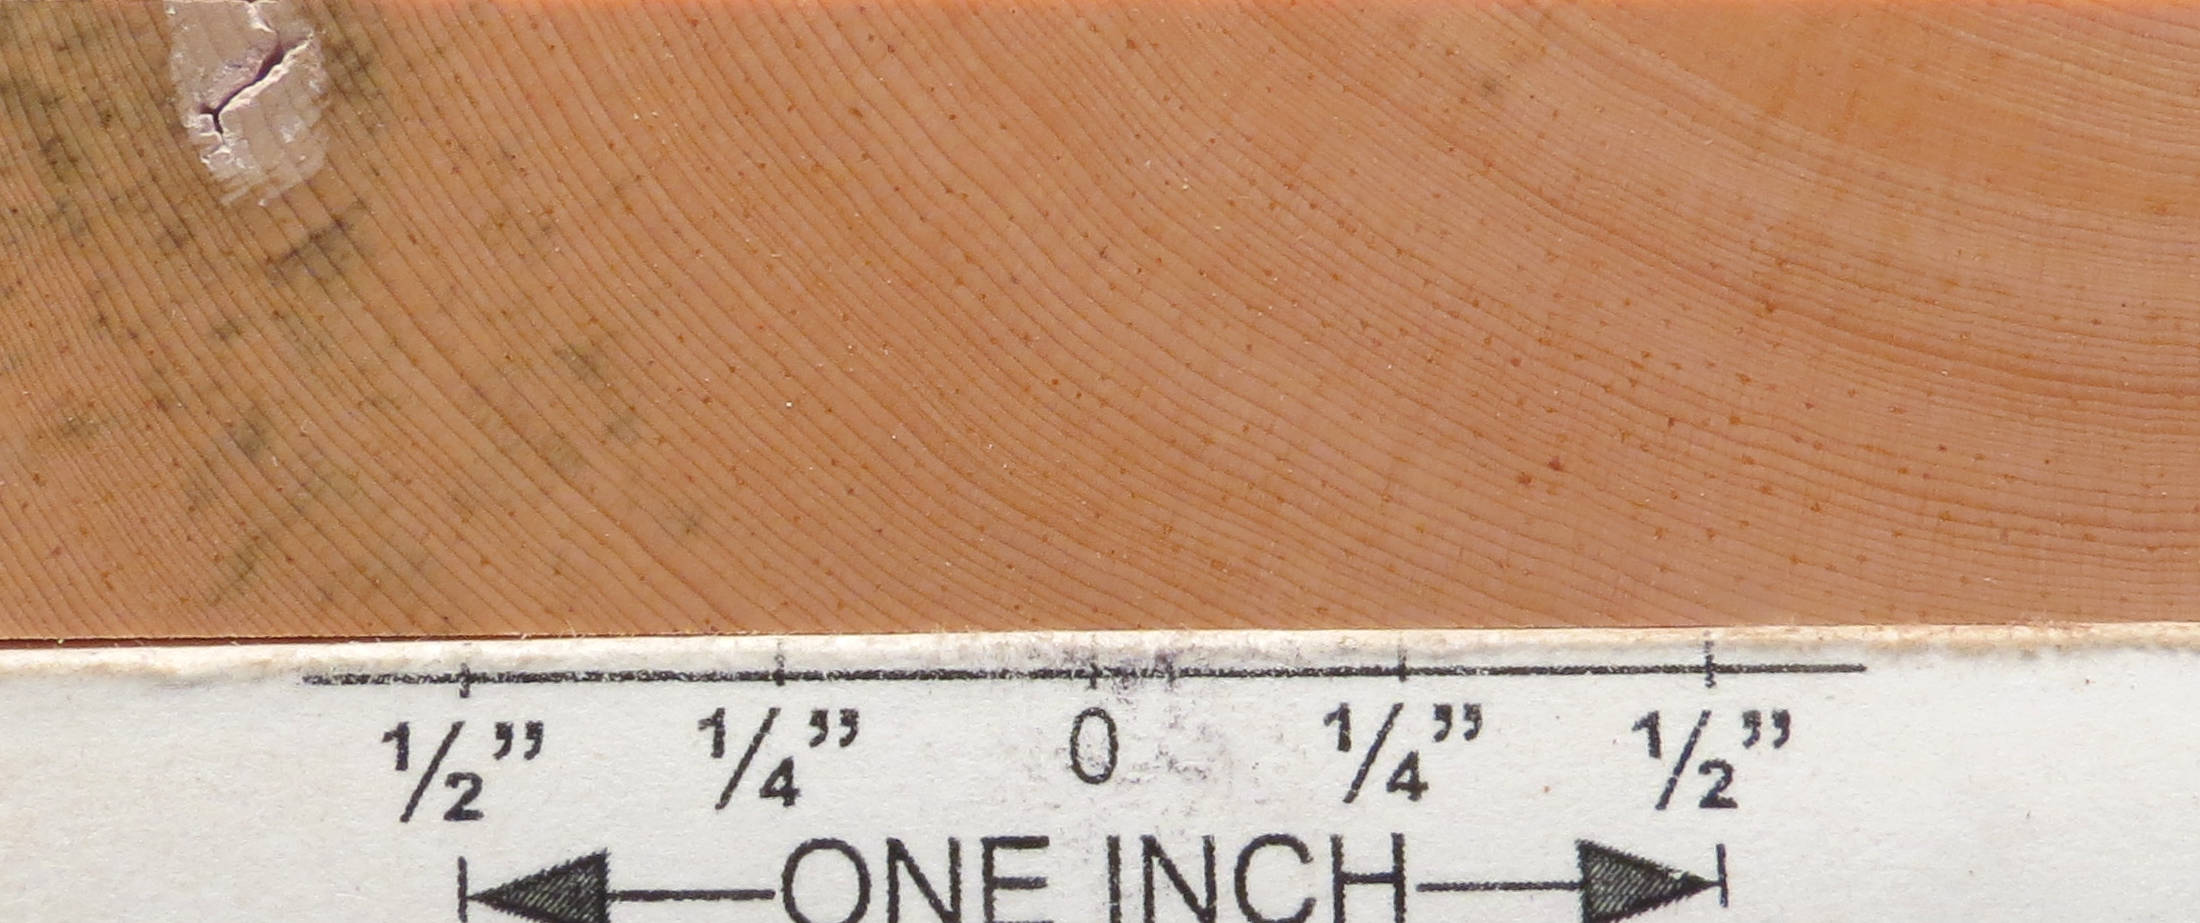 1/2” 1/4” 0 1/4” 1/2”
ONE INCH